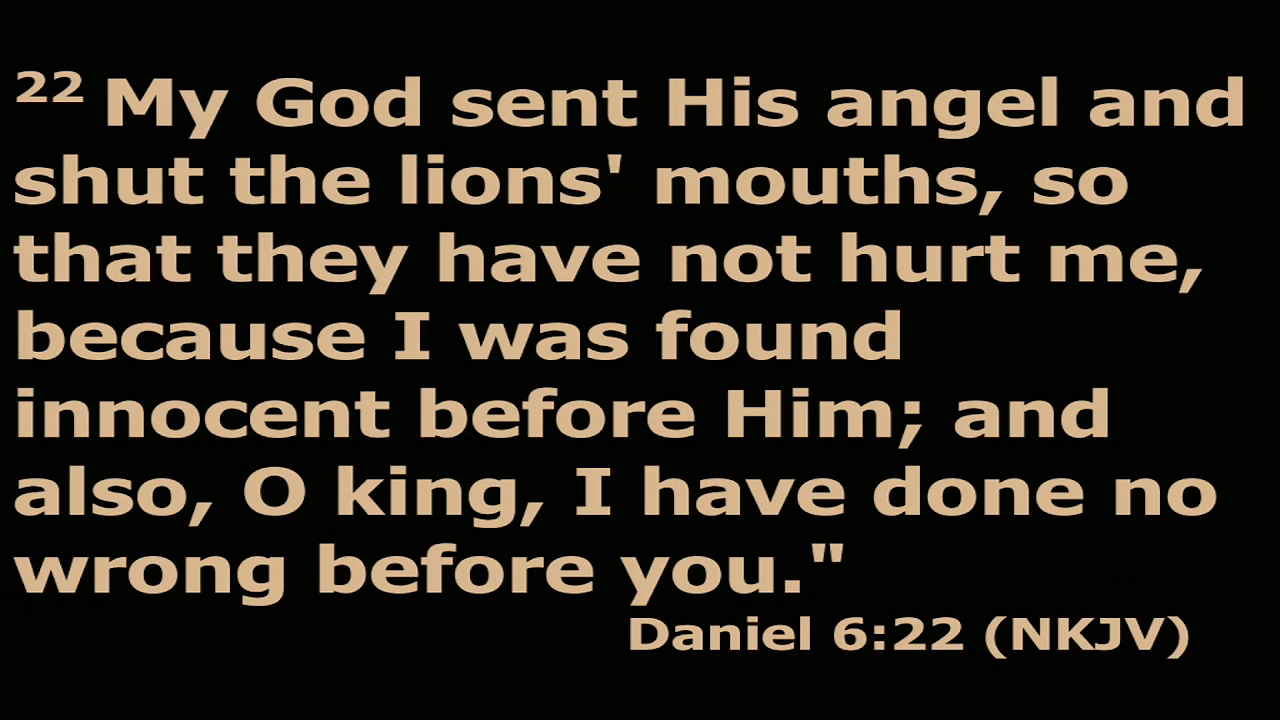 22 My God sent His angel and
shut the lions' mouths, so
that they have not hurt me,
because I was found
innocent before Him; and
also, O king, I have done no
wrong before you."
Daniel 6:22 (NKJV)